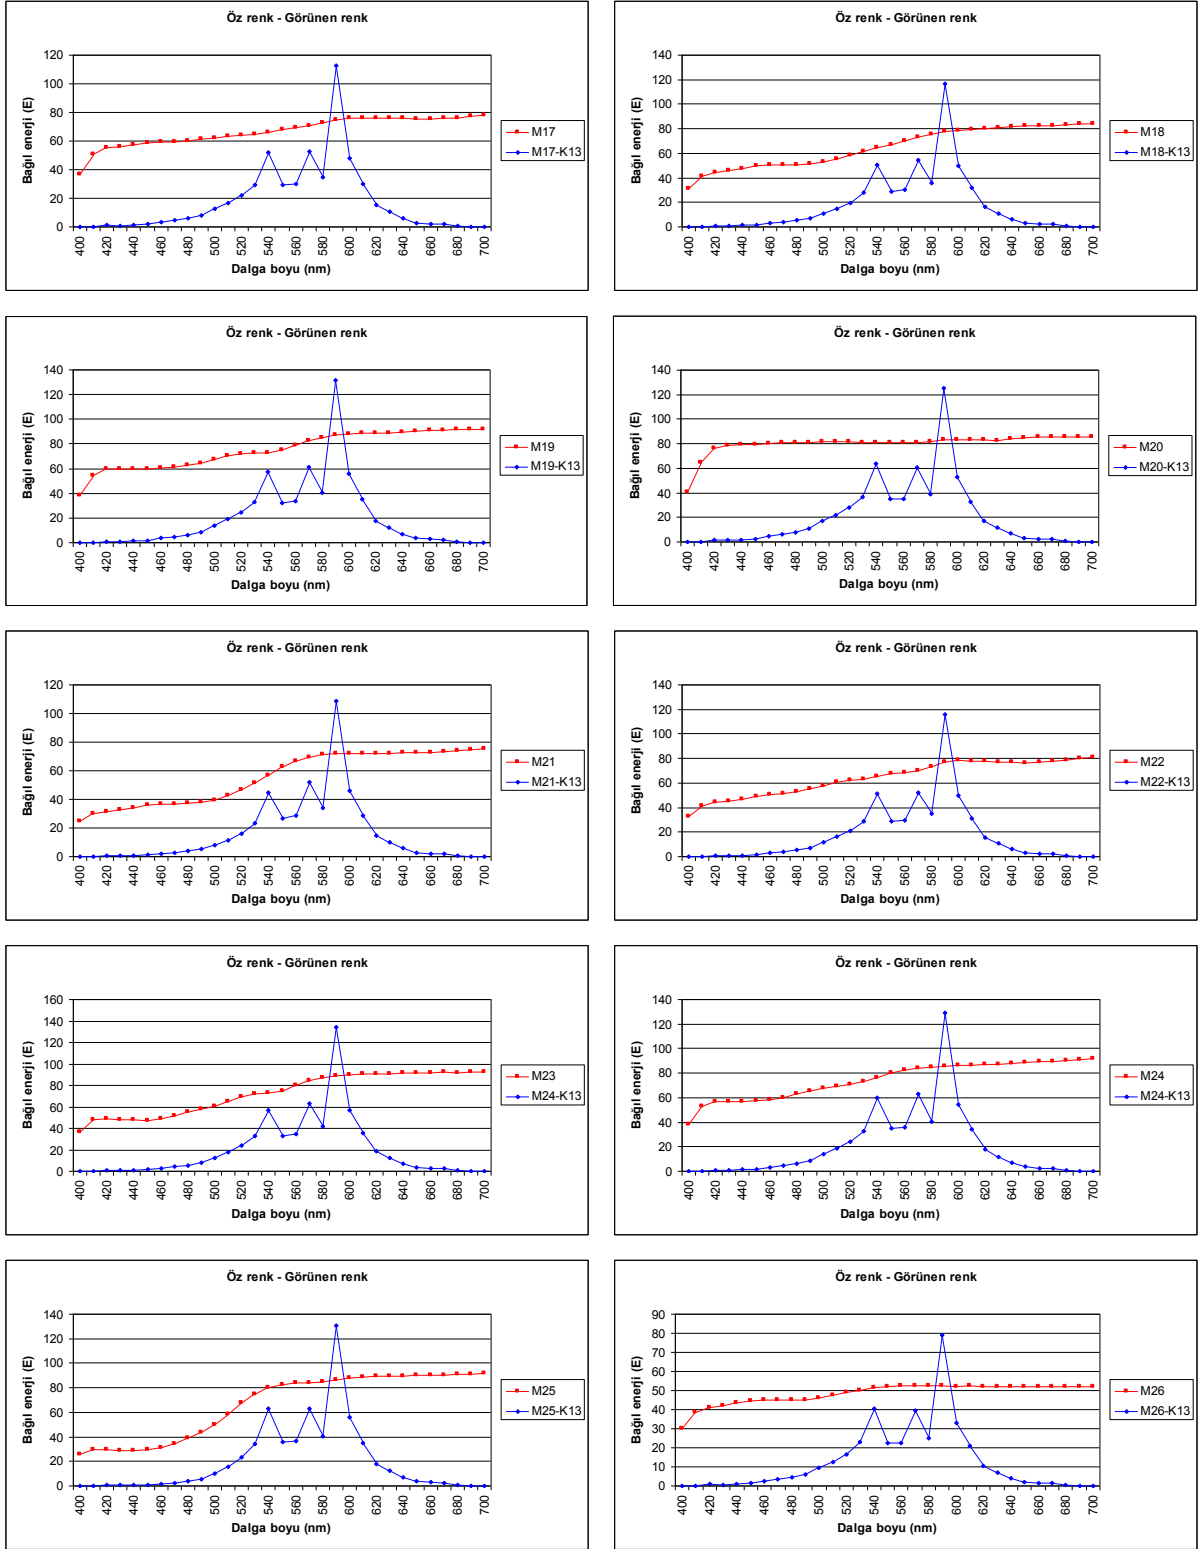 Öz renk - Görünen renk
120
100
80
60
40
20
0
Bağıl enerji (E)
400 420 440 460 480 500 520 540 560 580 600 620 640 660 680 700
Dalga boyu (nm)
M17
M17-K13
Öz renk - Görünen renk
140
120
100
80
60
40
20
0
Bağıl enerji (E)
400 420 440 460 480 500 520 540 560 580 600 620 640 660 680 700
Dalga boyu (nm)
M18
M18-K13
Öz renk - Görünen renk
140
120
100
80
60
40
20
0
Bağıl enerji (E)
400 420 440 460 480 500 520 540 560 580 600 620 640 660 680 700
Dalga boyu (nm)
M19
M19-K13
Öz renk - Görünen renk
140
120
100
80
60
40
20
0
Bağıl enerji (E)
400 420 440 460 480 500 520 540 560 580 600 620 640 660 680 700
Dalga boyu (nm)
M20
M20-K13
Öz renk - Görünen renk
120
100
80
60
40
20
0
Bağıl enerji (E)
400 420 440 460 480 500 520 540 560 580 600 620 640 660 680 700
Dalga boyu (nm)
M21
M21-K13
Öz renk - Görünen renk
140
120
100
80
60
40
20
0
Bağıl enerji (E)
400 420 440 460 480 500 520 540 560 580 600 620 640 660 680 700
Dalga boyu (nm)
M22
M22-K13
Öz renk - Görünen renk
160
140
120
100
80
60
40
20
0
Bağıl enerji (E)
400 420 440 460 480 500 520 540 560 580 600 620 640 660 680 700
Dalga boyu (nm)
M23
M24-K13
Öz renk - Görünen renk
140
120
100
80
60
40
20
0
Bağıl enerji (E)
400 420 440 460 480 500 520 540 560 580 600 620 640 660 680 700
Dalga boyu (nm)
M24
M24-K13
Öz renk - Görünen renk
140
120
100
80
60
40
20
0
Bağıl enerji (E)
400 420 440 460 480 500 520 540 560 580 600 620 640 660 680 700
Dalga boyu (nm)
M25
M25-K13
Öz renk - Görünen renk
90
80
70
60
50
40
30
20
10
0
Bağıl enerji (E)
400 420 440 460 480 500 520 540 560 580 600 620 640 660 680 700
Dalga boyu (nm)
M26
M26-K13